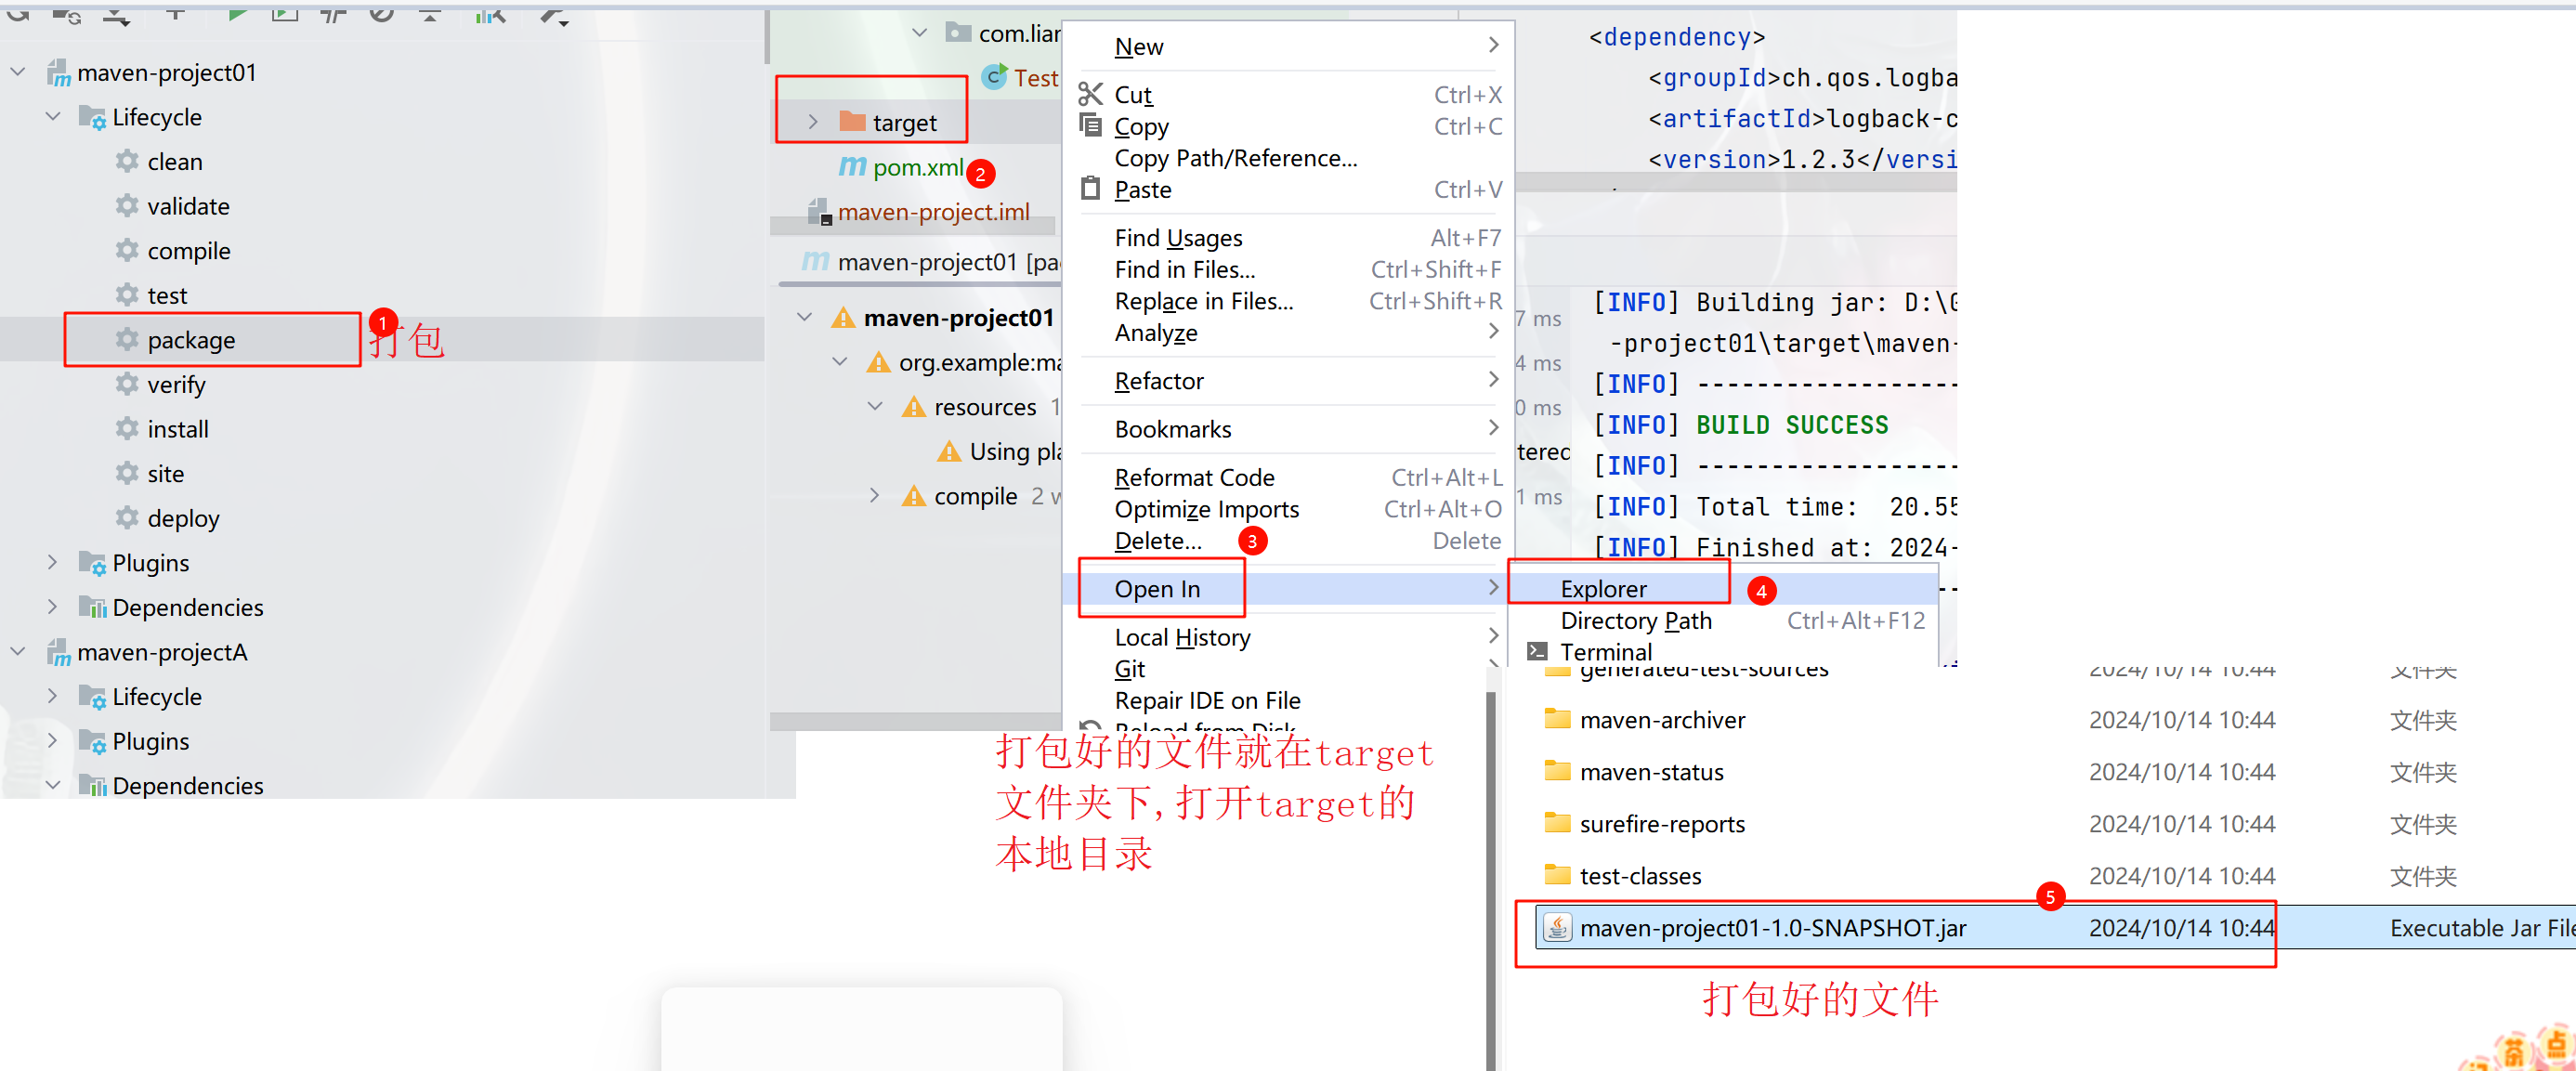 maven-project01
Lifecycle
clean
validate
compile
test
package
1
打包
verify
install
site
deploy
Plugins
Dependencies
maven-projectA
Lifecycle
Plugins
Dependencies
com.lian
Test
target
pom.xml
2
maven-project.iml
maven-project01 [pa
maven-project01
org.example:ma
resources 1
Using pla
compile 2 w
New
Cut Ctrl+X
Copy Ctrl+C
Copy Path/Reference...
Paste Ctrl+V
Find Usages Alt+F7
Find in Files... Ctrl+Shift+F
Replace in Files... Ctrl+Shift+R
Analyze
Refactor
Bookmarks
Reformat Code Ctrl+Alt+L
Optimize Imports Ctrl+Alt+O
Delete... Delete
3
Open In
Local History
Git
Repair IDE on File
Reload from Disk
Explorer
4
Directory Path Ctrl+Alt+F12
Terminal
<dependency>
<groupId>ch.qos.logba
<artifactId>logback-c
<version>1.2.3</versi
7 ms
4 ms
0 ms
tered
1 ms
[INFO] Building jar: D:\
-project01\target\maven-
[INFO] ------------------
[INFO] BUILD SUCCESS
[INFO] ------------------
[INFO] Total time: 20.55
[INFO] Finished at: 2024-
打包好的文件就在target
文件夹下,打开target的
本地目录
generated-test-sources 2024/10/14 10:44 文件夹
maven-archiver 2024/10/14 10:44 文件夹
maven-status 2024/10/14 10:44 文件夹
surefire-reports 2024/10/14 10:44 文件夹
test-classes 2024/10/14 10:44 文件夹
5
maven-project01-1.0-SNAPSHOT.jar 2024/10/14 10:44 Executable Jar File
打包好的文件
茶点